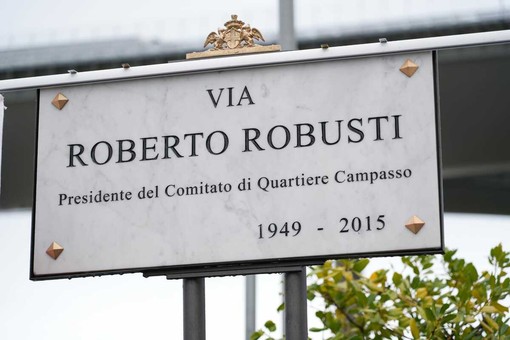 VIA
ROBERTO ROBUSTI
Presidente del Comitato di Quartiere Campasso
1949 - 2015